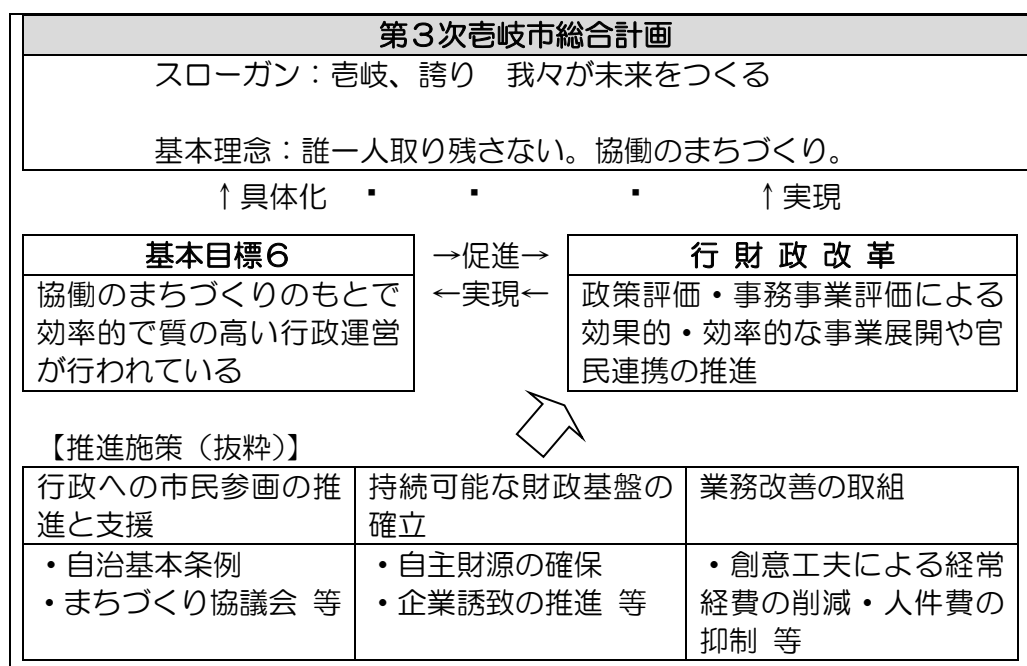 第3次壱岐市総合計画
スローガン：壱岐、誇り　我々が未来をつくる
基本理念：誰一人取り残さない。協働のまちづくり。
↑具体化　・　・　・　↑実現
基本目標6
協働のまちづくりのもとで
効率的で質の高い行政運営
が行われている
→促進→
←実現←
行 財 政 改 革
政策評価・事務事業評価による
効果的・効率的な事業展開や官
民連携の推進
【推進施策（抜粋）】
行政への市民参画の推
進と支援
持続可能な財政基盤の
確立
業務改善の取組
・自治基本条例
・まちづくり協議会 等
・自主財源の確保
・企業誘致の推進 等
・創意工夫による経常
経費の削減・人件費の
抑制 等